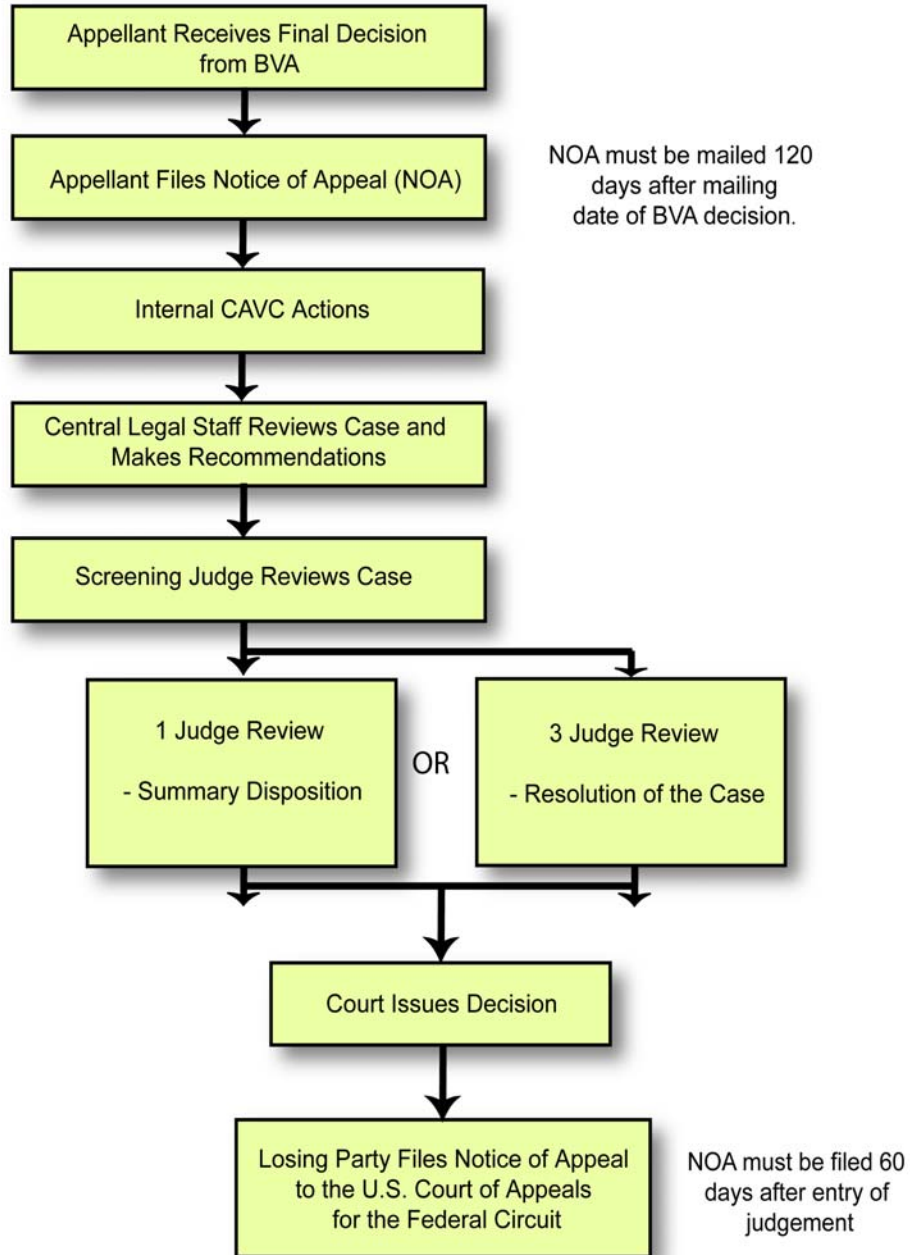 Appellant Receives Final Decision
from BVA
Appellant Files Notice of Appeal (NOA)
NOA must be mailed 120
days after mailing
date of BVA decision.
Internal CAVC Actions
Central Legal Staff Reviews Case and
Makes Recommendations
Screening Judge Reviews Case
1 Judge Review
- Summary Disposition
OR
3 Judge Review
- Resolution of the Case
Court Issues Decision
Losing Party Files Notice of Appeal
to the U.S. Court of Appeals
for the Federal Circuit
NOA must be filed 60
days after entry of
judgement